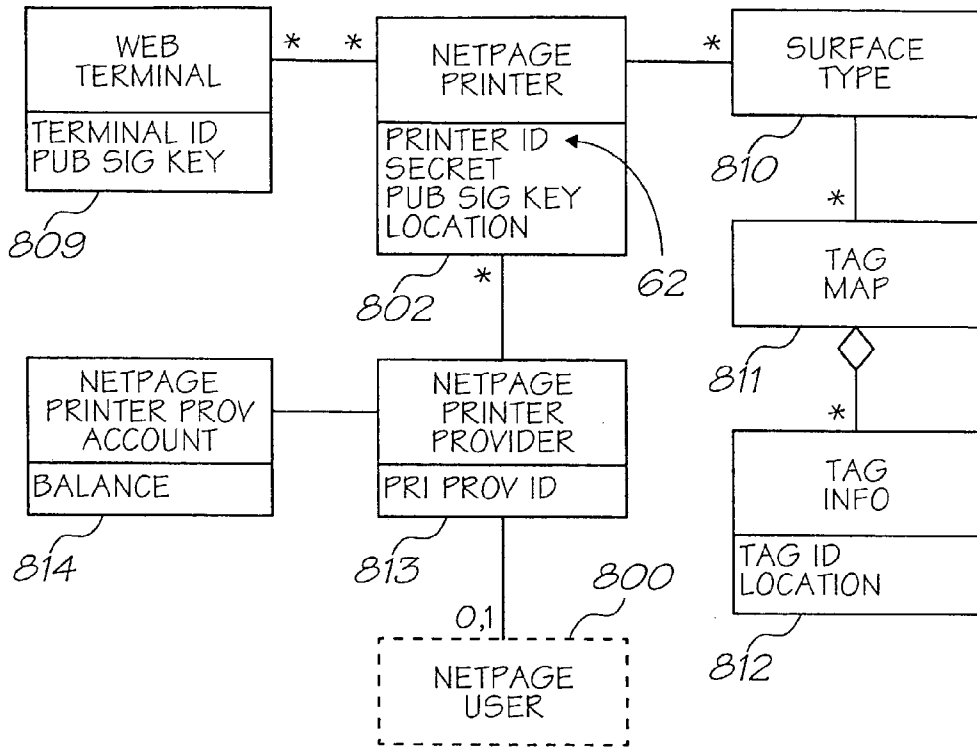 WEB
TERMINAL
TERMINAL ID
PUB SIG KEY
809
*
*
NETPAGE
PRINTER
PRINTER ID
SECRET
PUB SIG KEY
LOCATION
62
802
*
*
SURFACE
TYPE
810
*
TAG
MAP
811
*
TAG
INFO
TAG ID
LOCATION
812
NETPAGE
PRINTER PROV
ACCOUNT
BALANCE
814
NETPAGE
PRINTER
PROVIDER
PRI PROV ID
813
0,1
800
NETPAGE
USER